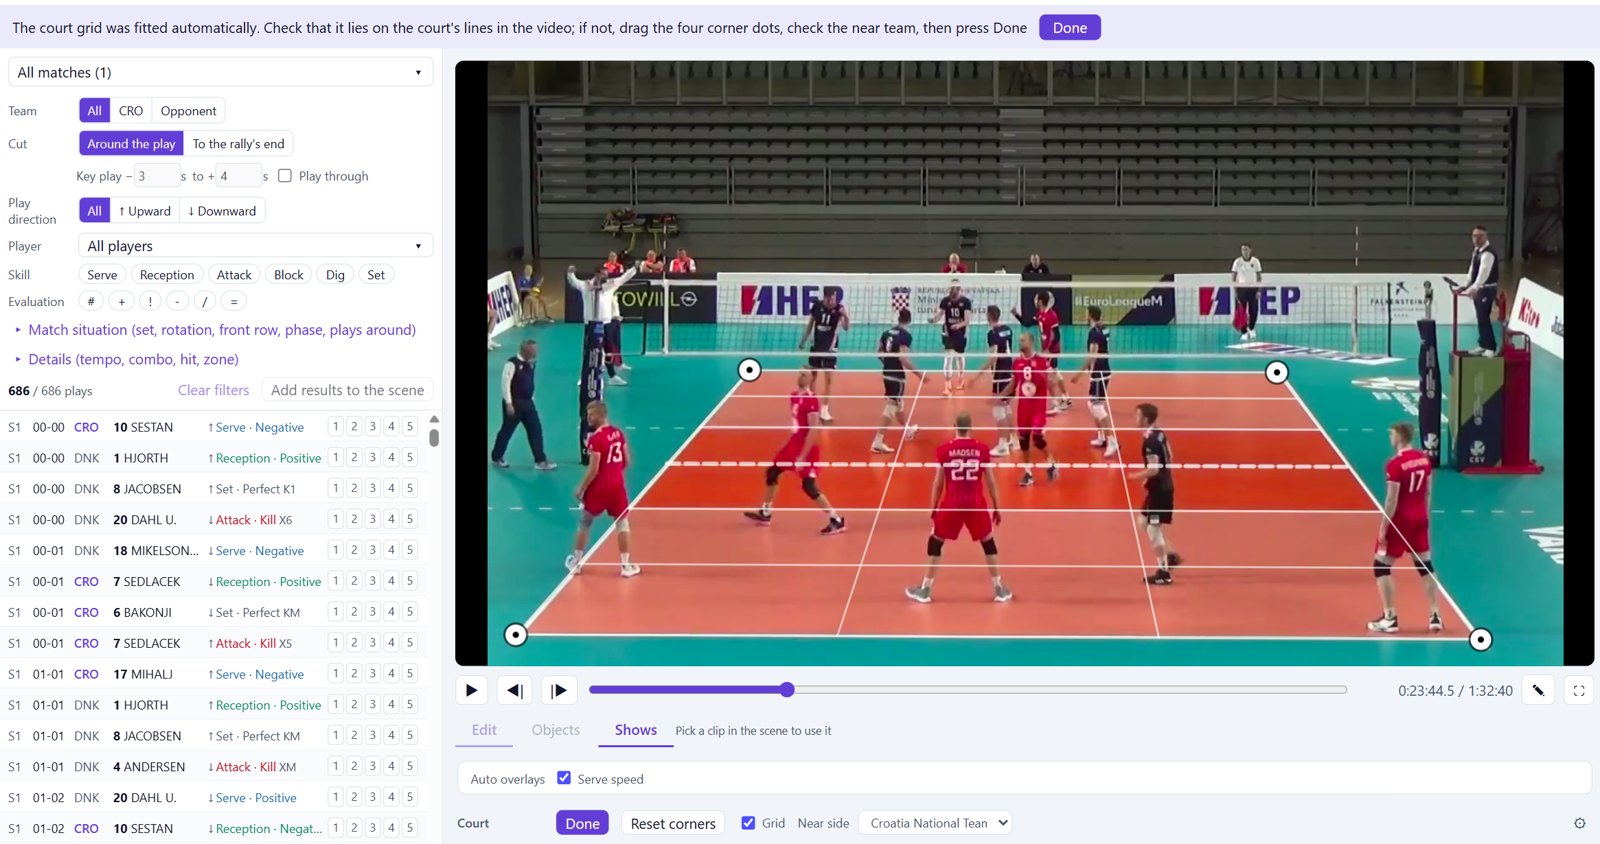 The court grid was fitted automatically. Check that it lies on the court's lines in the video; if not, drag the four corner dots, check the near team, then press Done Done
All matches (1)
Team All CRO Opponent
Cut Around the play To the rally's end
Key play − 3 s to + 4 s Play through
Play direction All ↑ Upward ↓ Downward
Player All players
Skill Serve Reception Attack Block Dig Set
Evaluation # + ! - / =
Match situation (set, rotation, front row, phase, plays around)
Details (tempo, combo, hit, zone)
686 / 686 plays Clear filters Add results to the scene
S1 00-00 CRO 10 SESTAN ↑ Serve · Negative 1 2 3 4 5
S1 00-00 DNK 1 HJORTH ↑ Reception · Positive 1 2 3 4 5
S1 00-00 DNK 8 JACOBSEN ↑ Set · Perfect K1 1 2 3 4 5
S1 00-00 DNK 20 DAHL U. ↓ Attack · Kill X6 1 2 3 4 5
S1 00-01 DNK 18 MIKELSON... ↓ Serve · Negative 1 2 3 4 5
S1 00-01 CRO 7 SEDLACEK ↓ Reception · Positive 1 2 3 4 5
S1 00-01 CRO 6 BAKONJI ↓ Set · Perfect KM 1 2 3 4 5
S1 00-01 CRO 7 SEDLACEK ↑ Attack · Kill X5 1 2 3 4 5
S1 01-01 CRO 17 MIHALJ ↑ Serve · Negative 1 2 3 4 5
S1 01-01 DNK 1 HJORTH ↑ Reception · Positive 1 2 3 4 5
S1 01-01 DNK 8 JACOBSEN ↑ Set · Perfect KM 1 2 3 4 5
S1 01-01 DNK 4 ANDERSEN ↓ Attack · Kill XM 1 2 3 4 5
S1 01-02 DNK 20 DAHL U. ↓ Serve · Positive 1 2 3 4 5
S1 01-02 CRO 10 SESTAN ↓ Reception · Negat... 1 2 3 4 5
HEP
TOWILL
#EuroLeagueM
HEP
10
8
13
MADSEN
22
17
CEV
0:23:44.5 / 1:32:40
Edit Objects Shows Pick a clip in the scene to use it
Auto overlays Serve speed
Court Done Reset corners Grid Near side Croatia National Tean